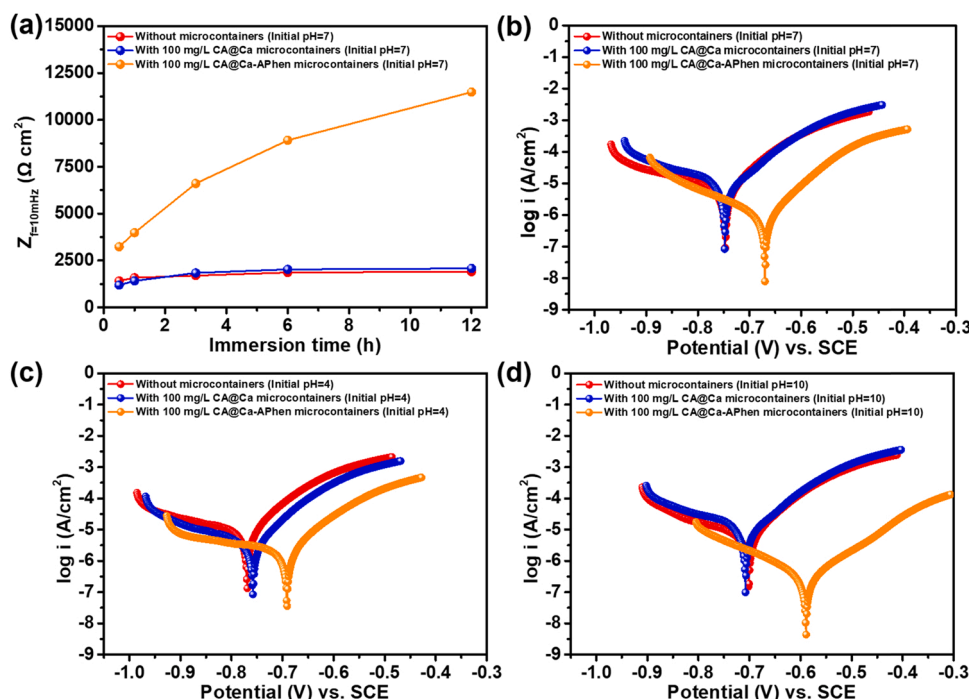 (a)
15000
12500
10000
7500
5000
2500
0
Z f=10mHz (Ω cm²)
Without microcontainers (Initial pH=7)
With 100 mg/L CA@Ca microcontainers (Initial pH=7)
With 100 mg/L CA@Ca-APhen microcontainers (Initial pH=7)
0 2 4 6 8 10 12
Immersion time (h)
(b)
Without microcontainers (Initial pH=7)
With 100 mg/L CA@Ca microcontainers (Initial pH=7)
With 100 mg/L CA@Ca-APhen microcontainers (Initial pH=7)
0
-1
-2
-3
-4
-5
-6
-7
-8
-9
log i (A/cm²)
-1.0 -0.9 -0.8 -0.7 -0.6 -0.5 -0.4 -0.3
Potential (V) vs. SCE
(c)
Without microcontainers (Initial pH=4)
With 100 mg/L CA@Ca microcontainers (Initial pH=4)
With 100 mg/L CA@Ca-APhen microcontainers (Initial pH=4)
0
-1
-2
-3
-4
-5
-6
-7
-8
-9
log i (A/cm²)
-1.0 -0.9 -0.8 -0.7 -0.6 -0.5 -0.4 -0.3
Potential (V) vs. SCE
(d)
Without microcontainers (Initial pH=10)
With 100 mg/L CA@Ca microcontainers (Initial pH=10)
With 100 mg/L CA@Ca-APhen microcontainers (Initial pH=10)
0
-1
-2
-3
-4
-5
-6
-7
-8
-9
log i (A/cm²)
-1.0 -0.9 -0.8 -0.7 -0.6 -0.5 -0.4 -0.3
Potential (V) vs. SCE